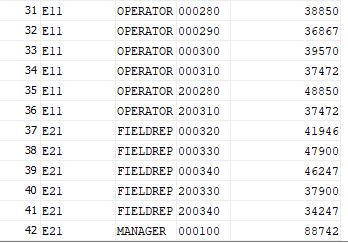 31 E11 OPERATOR 000280 38850
32 E11 OPERATOR 000290 36867
33 E11 OPERATOR 000300 39570
34 E11 OPERATOR 000310 37472
35 E11 OPERATOR 200280 48850
36 E11 OPERATOR 200310 37472
37 E21 FIELDREP 000320 41946
38 E21 FIELDREP 000330 47900
39 E21 FIELDREP 000340 46247
40 E21 FIELDREP 200330 37900
41 E21 FIELDREP 200340 34247
42 E21 MANAGER 000100 88742